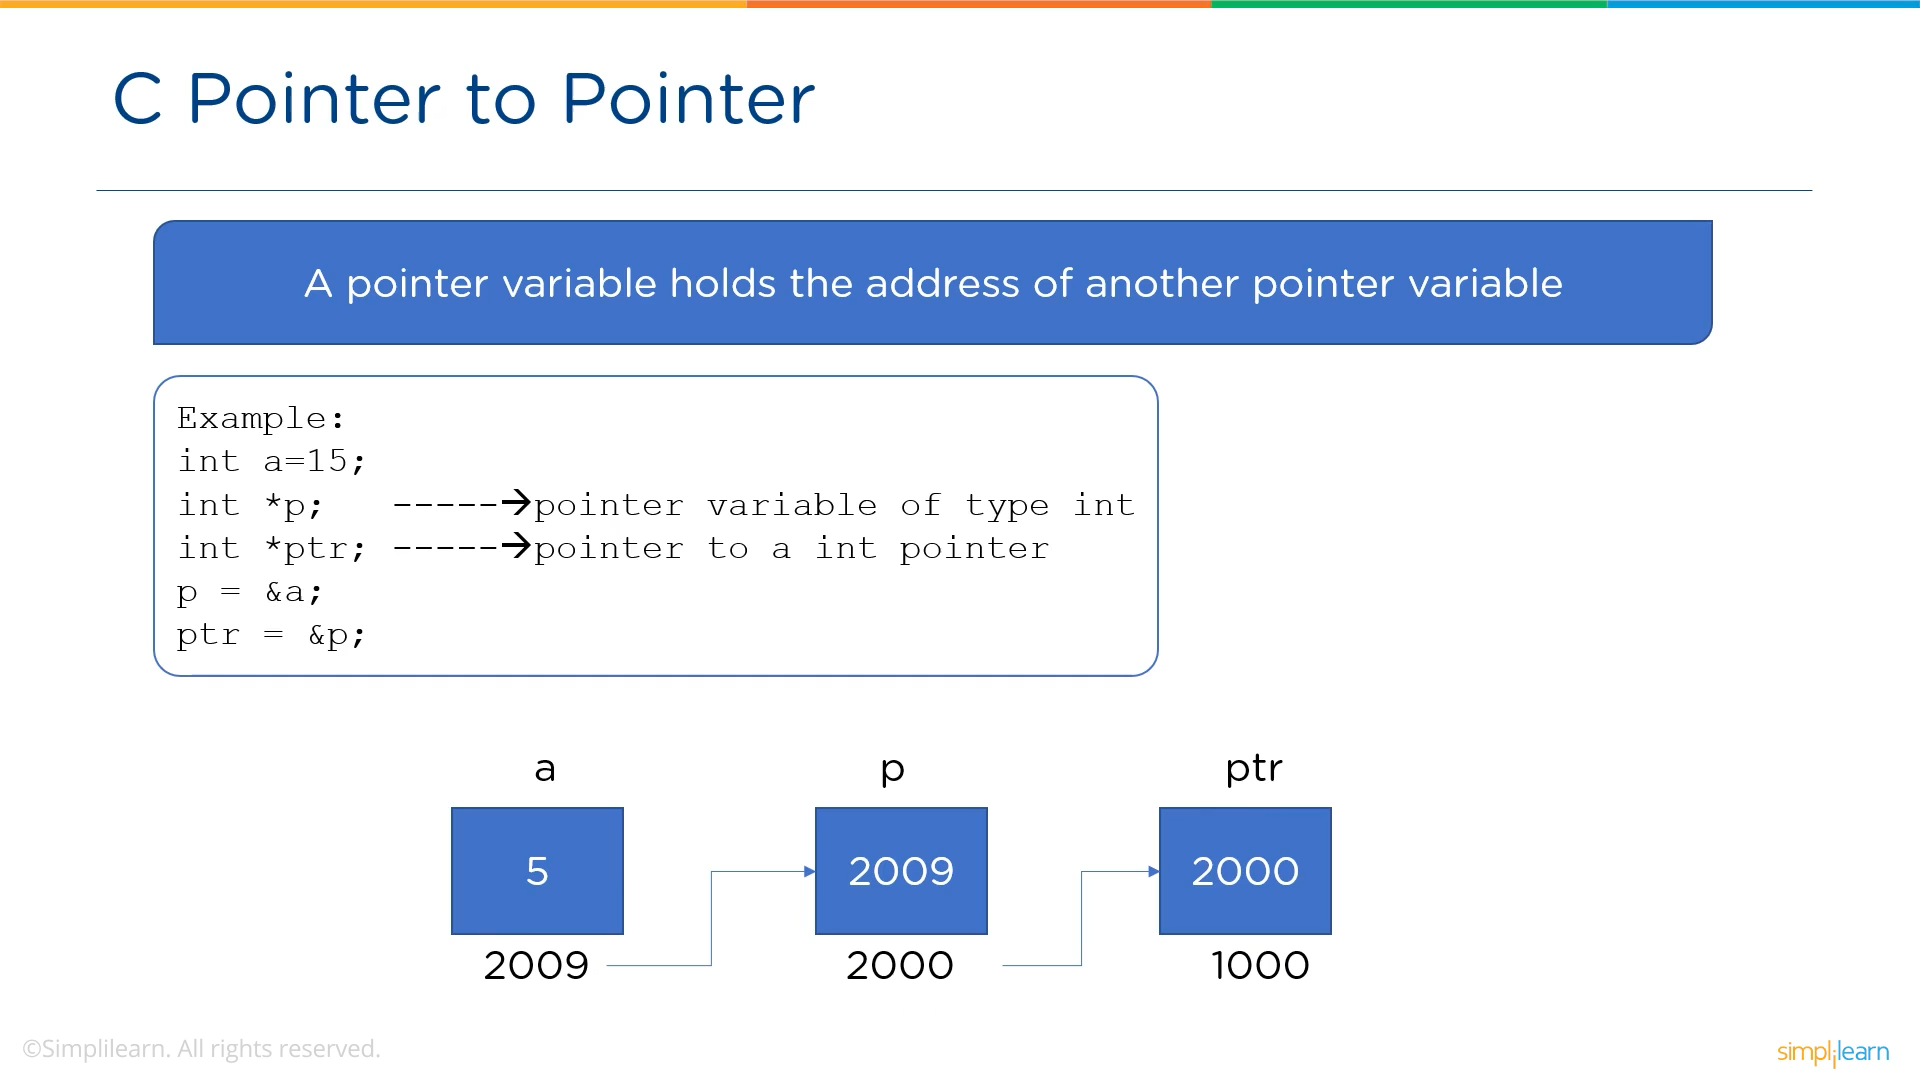 C Pointer to Pointer
A pointer variable holds the address of another pointer variable
Example:
int a=15;
int *p;   -----→pointer variable of type int
int *ptr; -----→pointer to a int pointer
p = &a;
ptr = &p;
a p ptr
5 2009 2000
2009 2000 1000
©Simplilearn. All rights reserved.
simplilearn